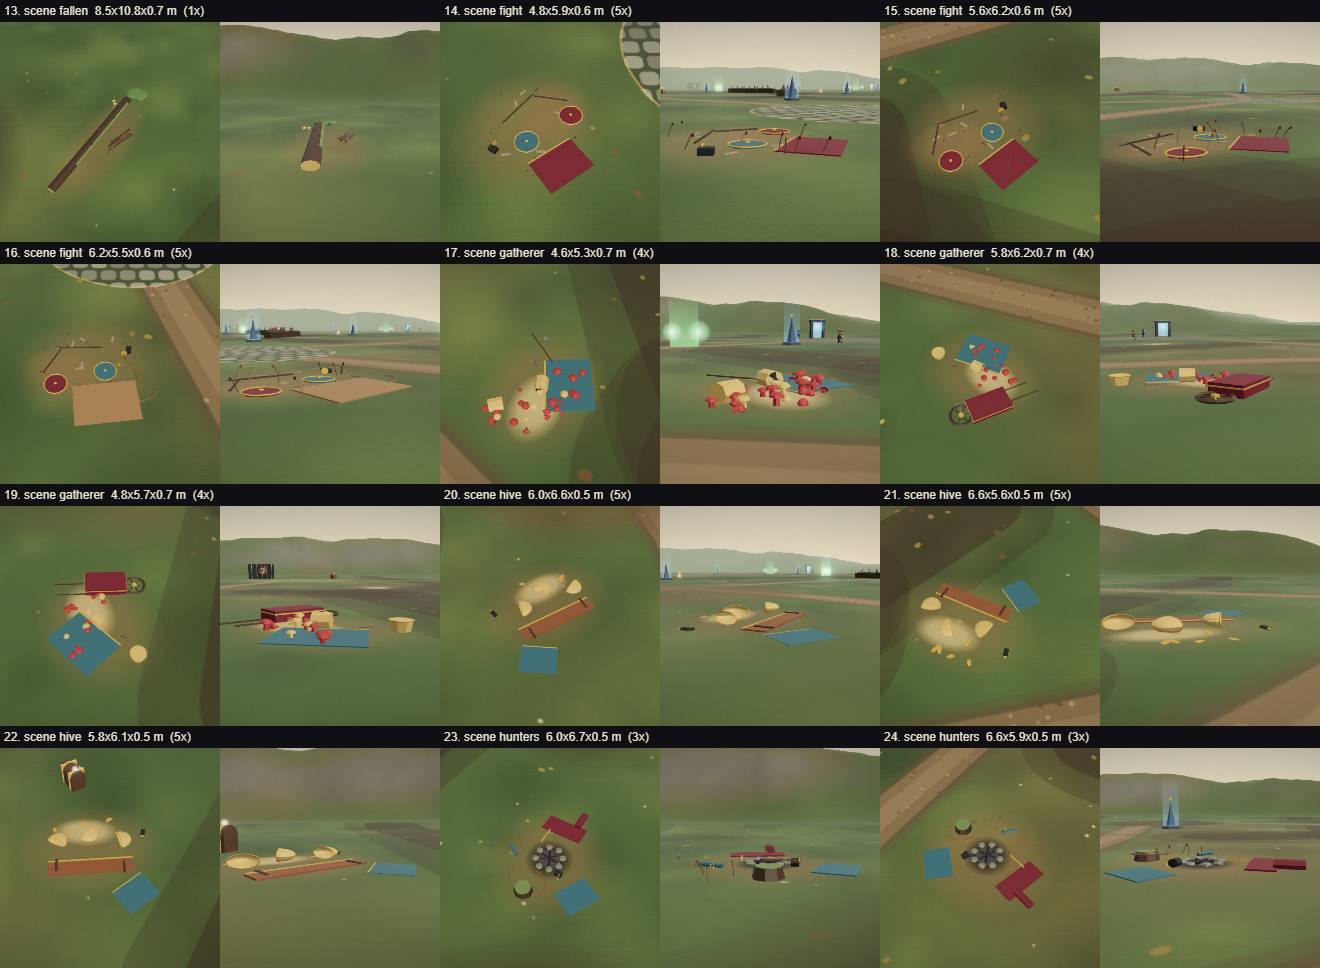 13. scene fallen 8.5x10.8x0.7 m (1x)
14. scene fight 4.8x5.9x0.6 m (5x)
15. scene fight 5.6x6.2x0.6 m (5x)
16. scene fight 6.2x5.5x0.6 m (5x)
17. scene gatherer 4.6x5.3x0.7 m (4x)
18. scene gatherer 5.8x6.2x0.7 m (4x)
19. scene gatherer 4.8x5.7x0.7 m (4x)
20. scene hive 6.0x6.6x0.5 m (5x)
21. scene hive 6.6x5.6x0.5 m (5x)
22. scene hive 5.8x6.1x0.5 m (5x)
23. scene hunters 6.0x6.7x0.5 m (3x)
24. scene hunters 6.6x5.9x0.5 m (3x)